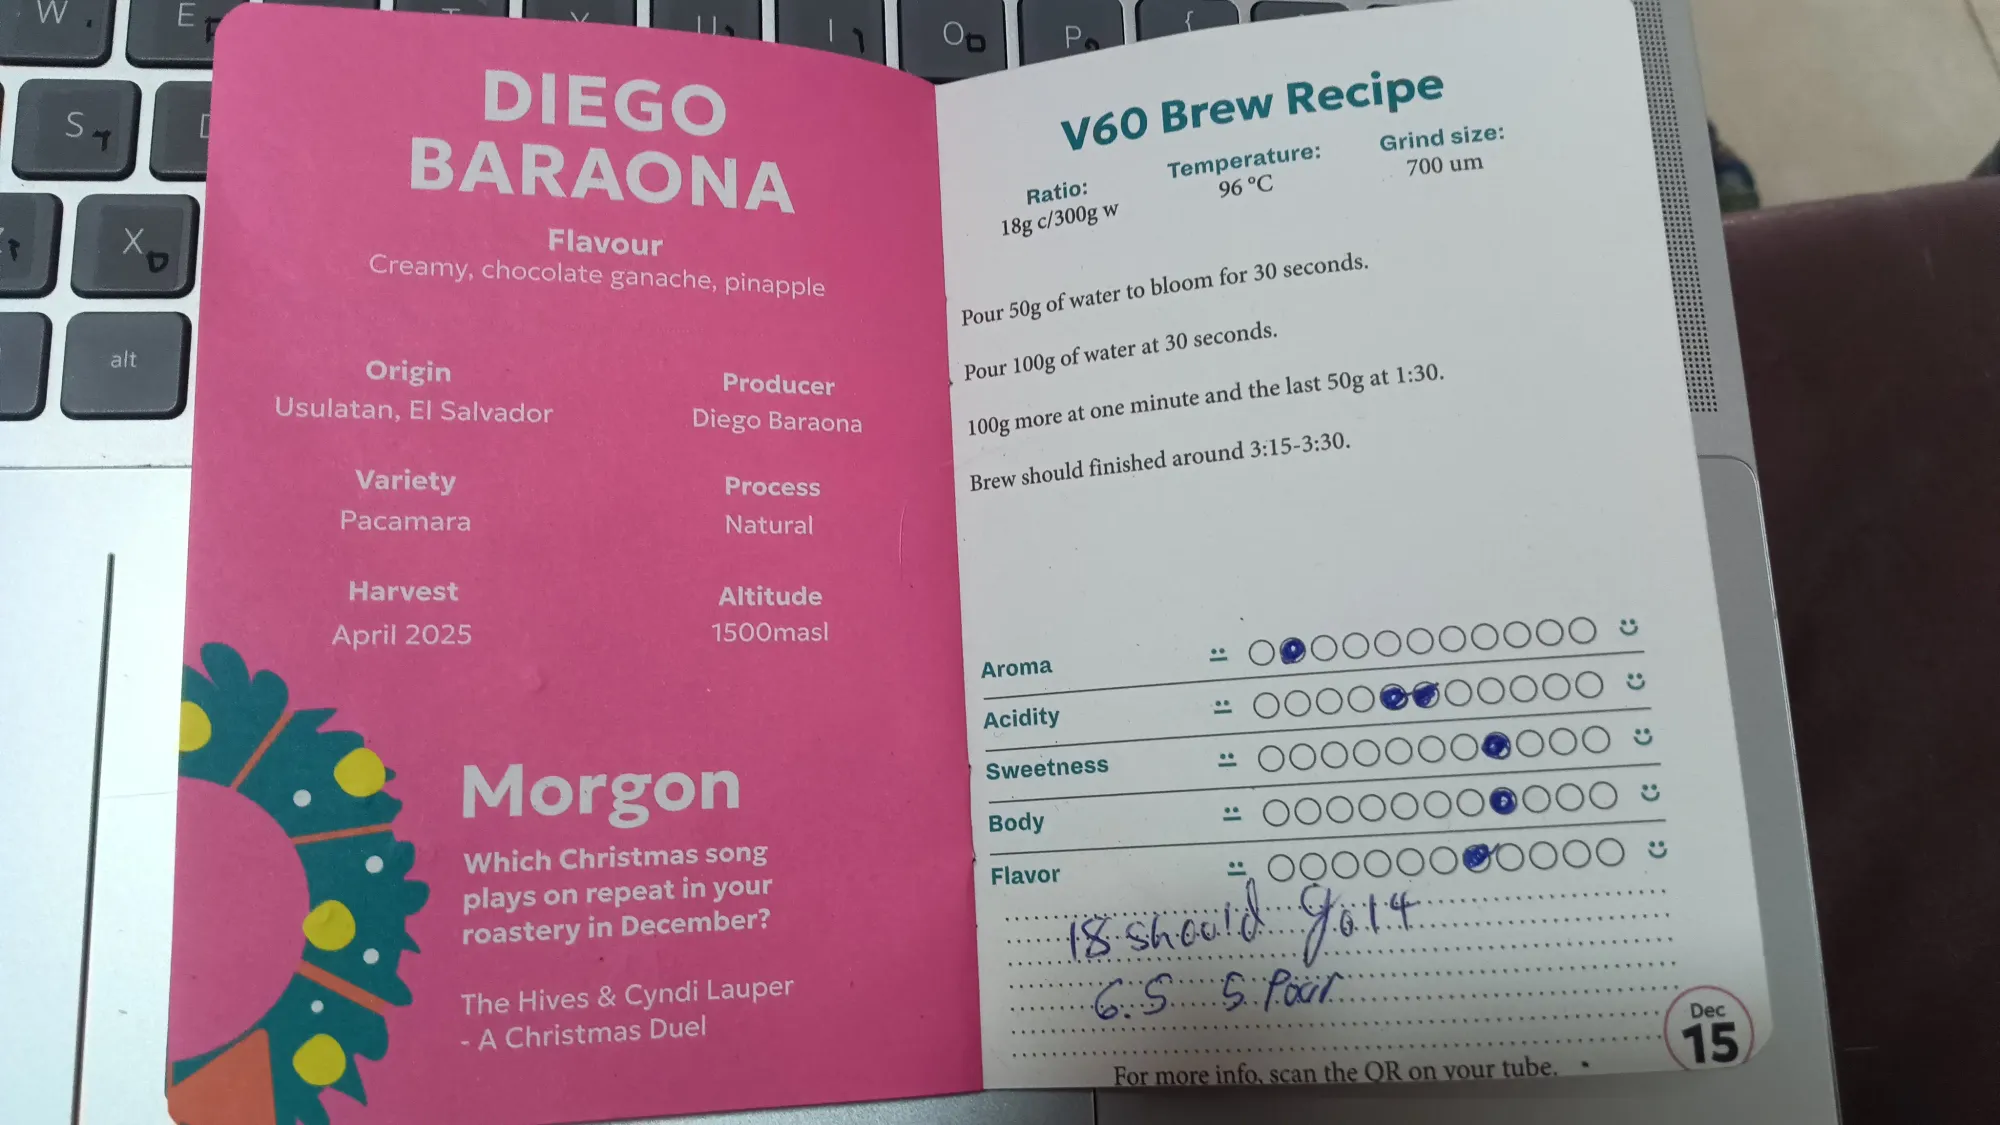 W
E
T
Y
U
I
O
P
{
S
D
X
alt
DIEGO
BARAONA
Flavour
Creamy, chocolate ganache, pinapple
Origin
Usulatan, El Salvador
Producer
Diego Baraona
Variety
Pacamara
Process
Natural
Harvest
April 2025
Altitude
1500masl
Morgon
Which Christmas song
plays on repeat in your
roastery in December?
The Hives & Cyndi Lauper
- A Christmas Duel
V60 Brew Recipe
Ratio:
18g c/300g w
Temperature:
96 °C
Grind size:
700 um
Pour 50g of water to bloom for 30 seconds.
Pour 100g of water at 30 seconds.
100g more at one minute and the last 50g at 1:30.
Brew should finished around 3:15-3:30.
Aroma
Acidity
Sweetness
Body
Flavor
18 should
6.5 5 Pour
For more info, scan the QR on your tube.
Dec
15